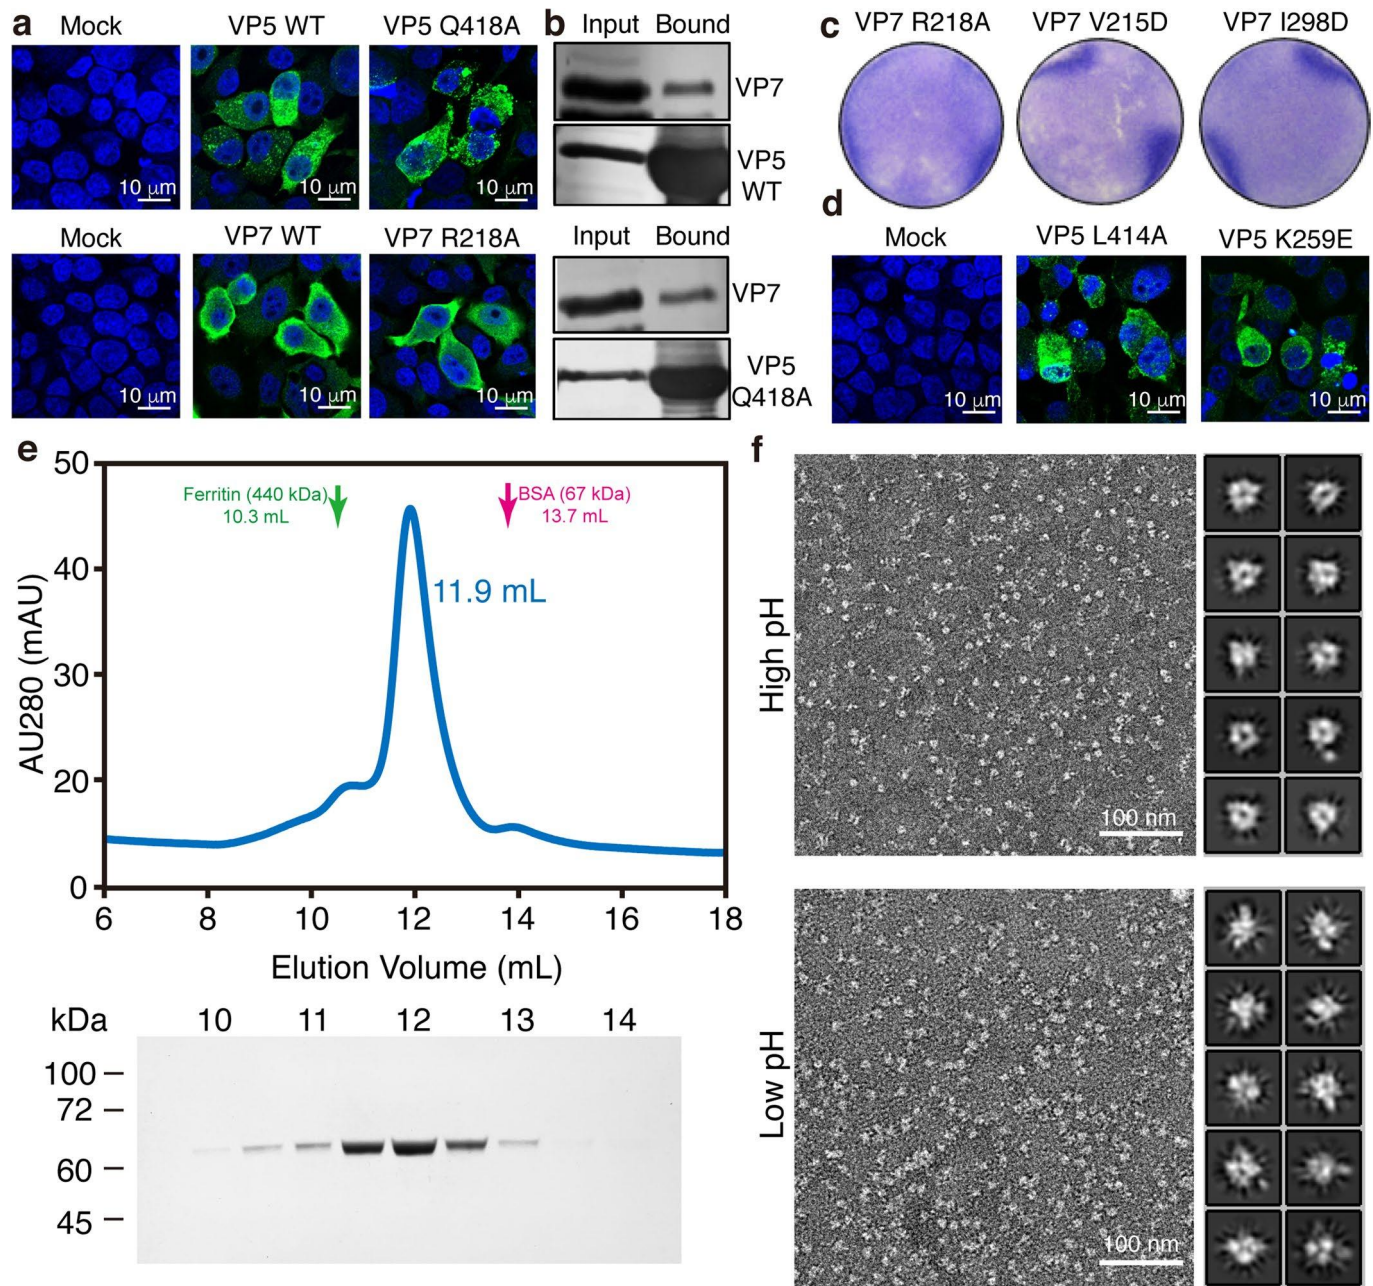 a
Mock VP5 WT VP5 Q418A
10 μm 10 μm 10 μm
Mock VP7 WT VP7 R218A
10 μm 10 μm 10 μm
b
Input Bound
VP7
VP5
WT
Input Bound
VP7
VP5
Q418A
c
VP7 R218A VP7 V215D VP7 I298D
d
Mock VP5 L414A VP5 K259E
10 μm 10 μm 10 μm
e
50
40
30
20
0
AU280 (mAU)
Ferritin (440 kDa)
10.3 mL
BSA (67 kDa)
13.7 mL
11.9 mL
6 8 10 12 14 16 18
Elution Volume (mL)
kDa 10 11 12 13 14
100
72
60
45
f
High pH
100 nm
Low pH
100 nm